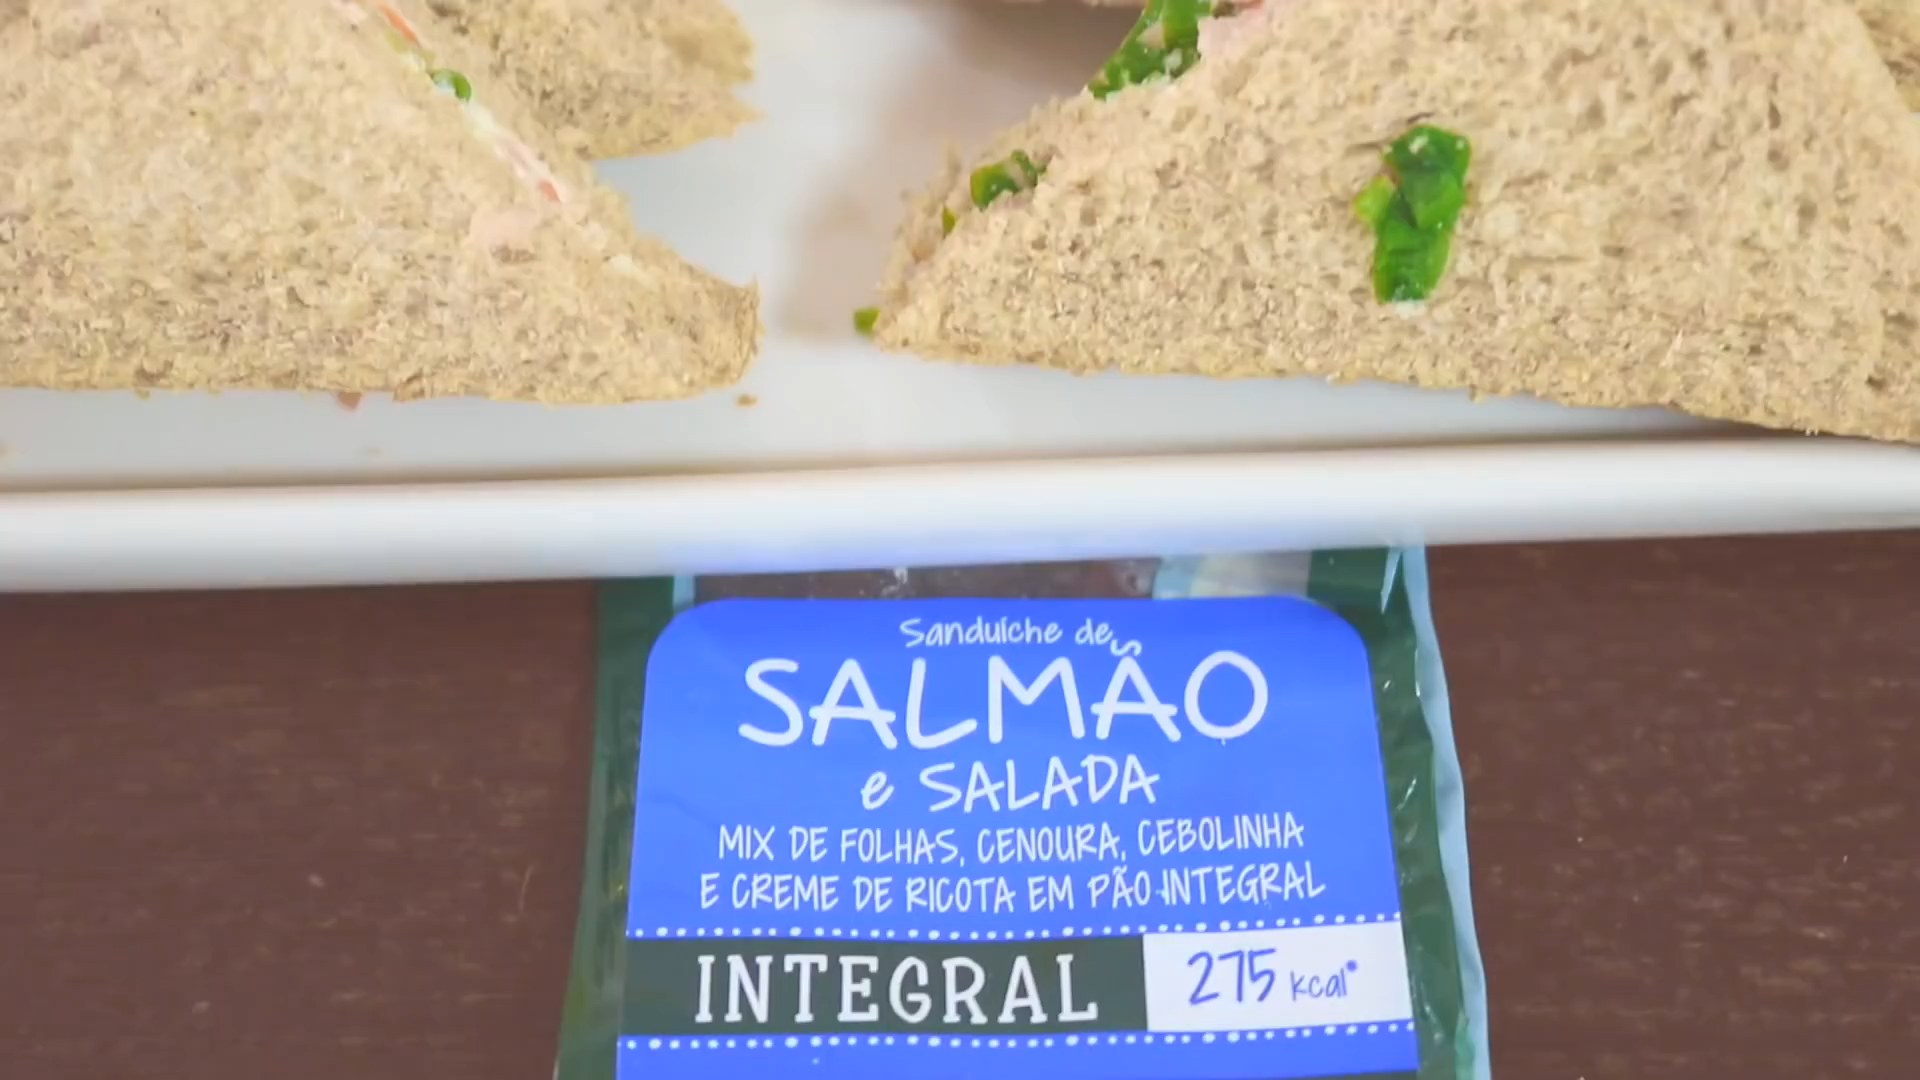 Sanduíche de
SALMÃO
e SALADA
MIX DE FOLHAS, CENOURA, CEBOLINHA
E CREME DE RICOTA EM PÃO INTEGRAL
INTEGRAL
275 kcal*